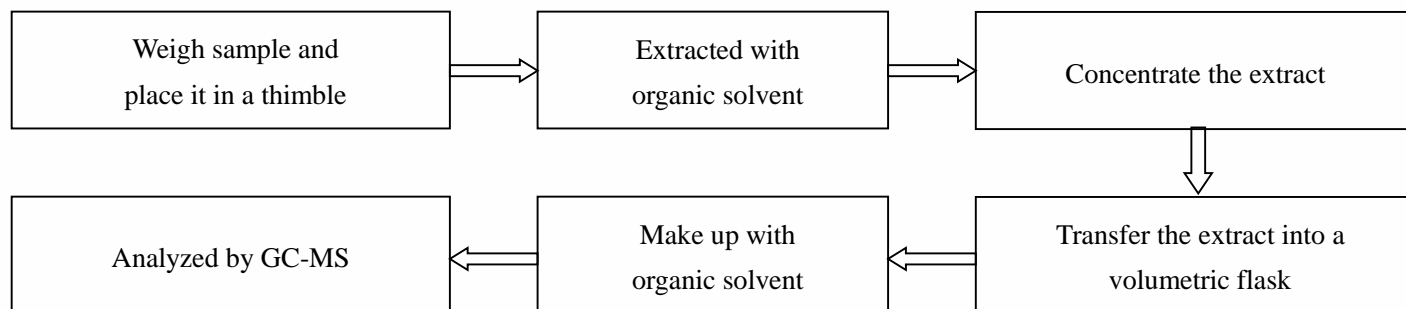 Weigh sample and
place it in a thimble
Extracted with
organic solvent
Concentrate the extract
Transfer the extract into a
volumetric flask
Make up with
organic solvent
Analyzed by GC-MS